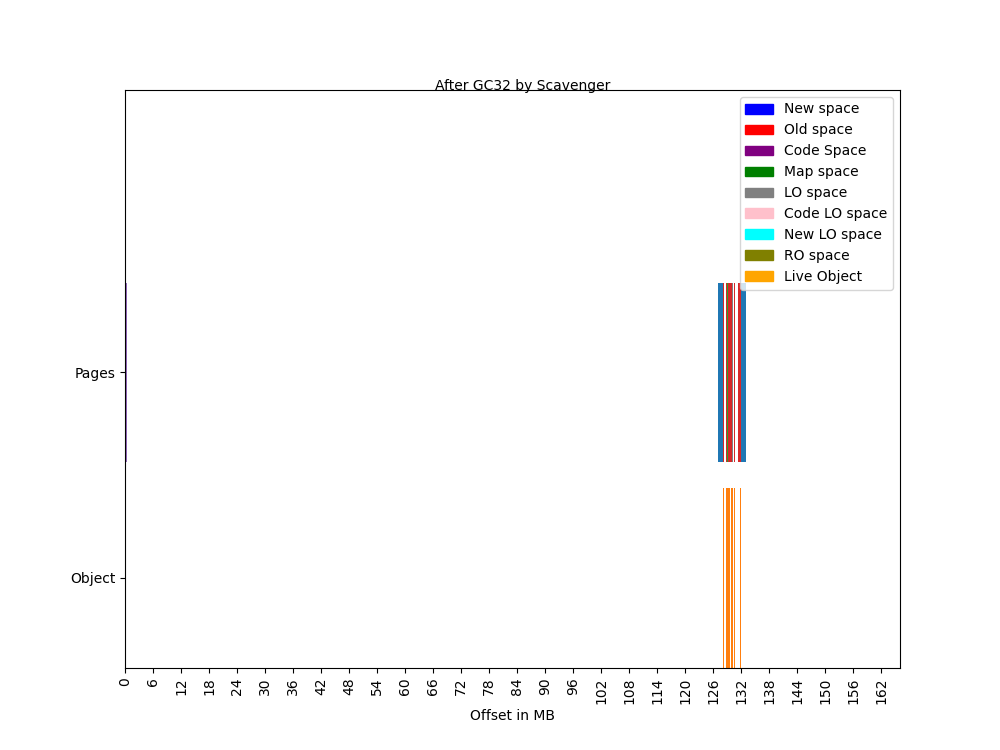 After GC32 by Scavenger
New space
Old space
Code Space
Map space
LO space
Code LO space
New LO space
RO space
Live Object
Pages
Object
0 6 12 18 24 30 36 42 48 54 60 66 72 78 84 90 96 102 108 114 120 126 132 138 144 150 156 162
Offset in MB